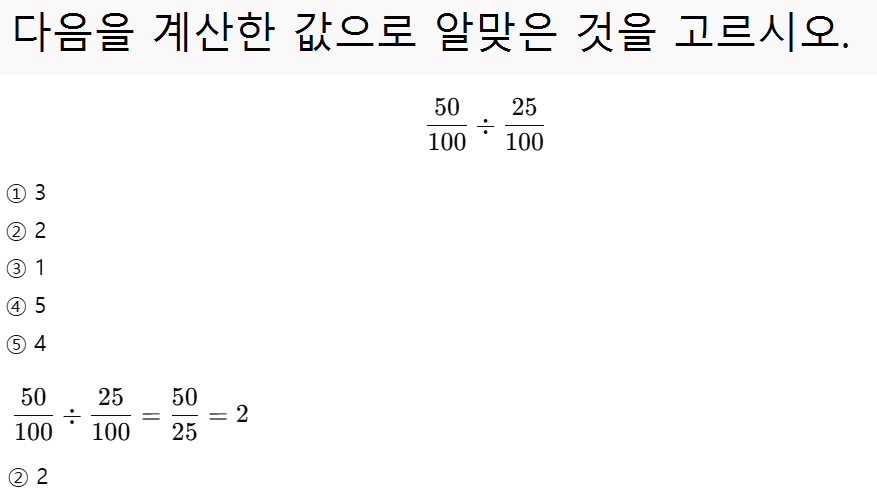 다음을 계산한 값으로 알맞은 것을 고르시오.
50/100 ÷ 25/100
① 3
② 2
③ 1
④ 5
⑤ 4
50/100 ÷ 25/100 = 50/25 = 2
② 2